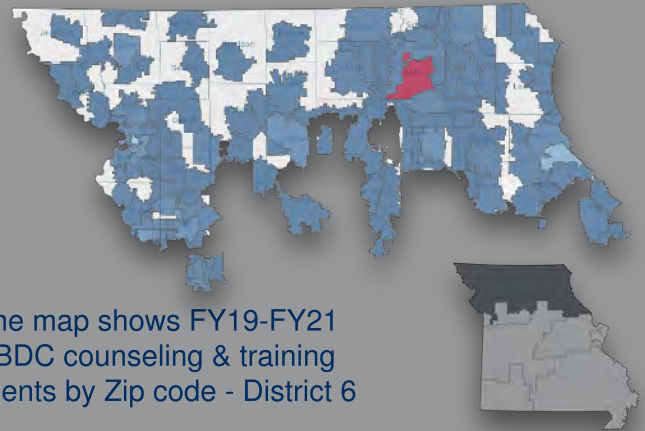 he map shows FY19-FY21
BDC counseling & training
ents by Zip code - District 6